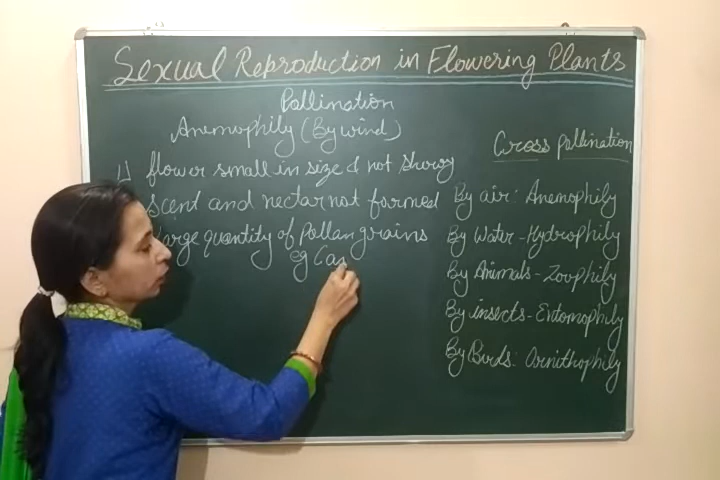 Sexual Reproduction in Flowering Plants
Pollination
Anemophily (By wind)
1) flower small in size & not showy
scent and nectar not formed
large quantity of Pollan grains
eg Can
Cross pollination
By air: Anemophily
By Water - Hydrophily
By Animals - Zoophily
By insects - Entomophily
By Birds: Ornithophily